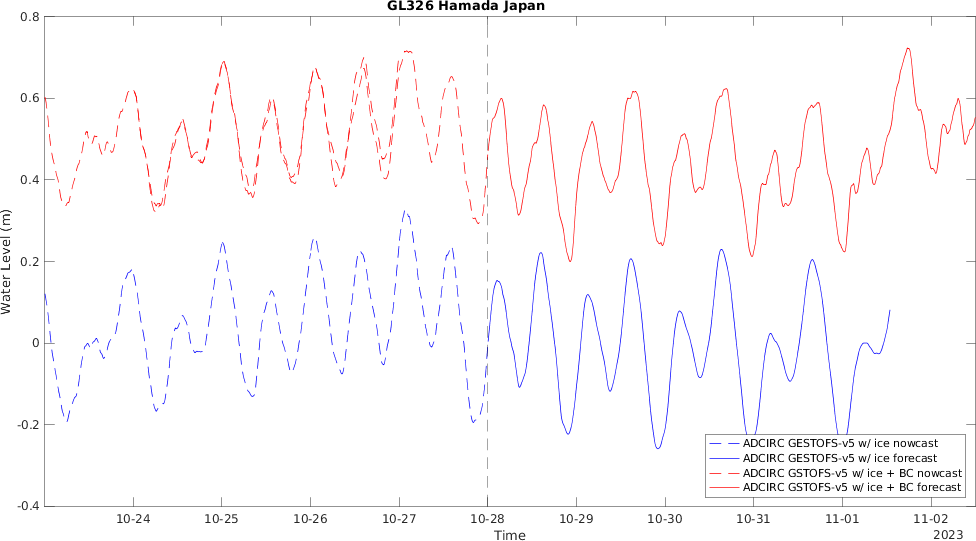 GL326 Hamada Japan
0.8
0.6
0.4
0.2
0
-0.2
-0.4
Water Level (m)
ADCIRC GESTOFS-v5 w/ ice nowcast
ADCIRC GESTOFS-v5 w/ ice forecast
ADCIRC GSTOFS-v5 w/ ice + BC nowcast
ADCIRC GSTOFS-v5 w/ ice + BC forecast
10-24 10-25 10-26 10-27 10-28 10-29 10-30 10-31 11-01 11-02
Time
2023